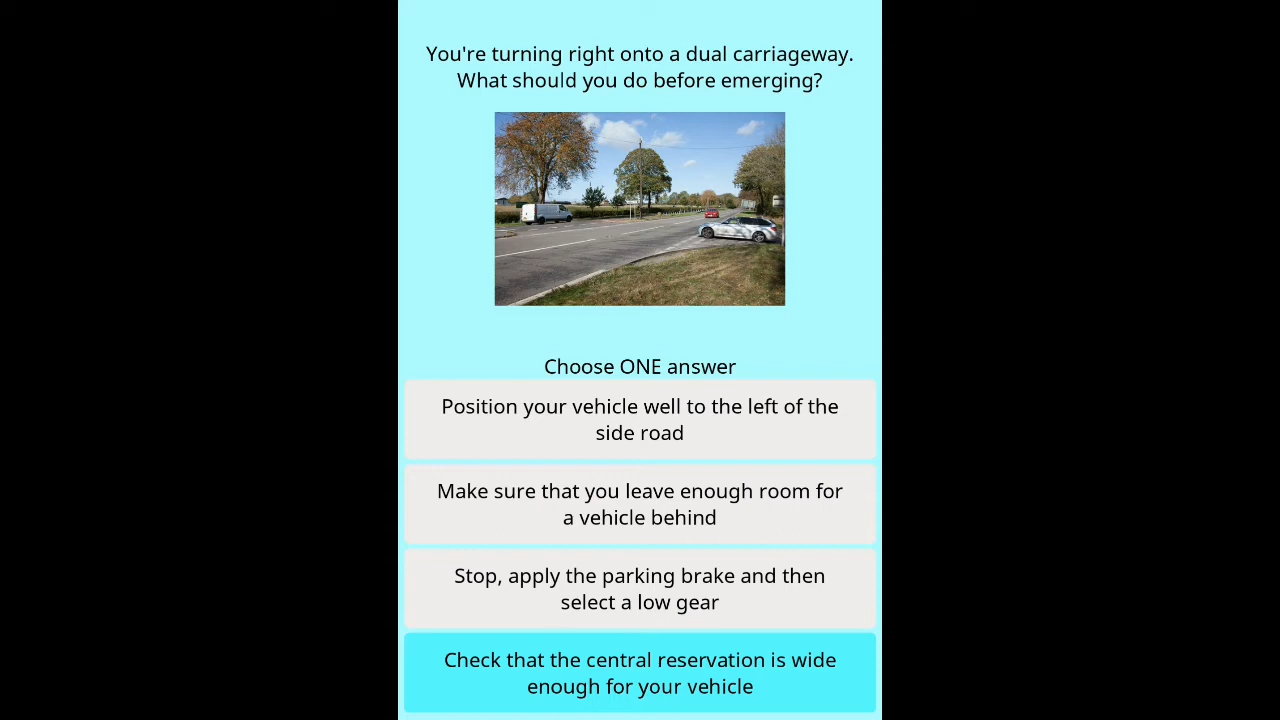 You're turning right onto a dual carriageway.
What should you do before emerging?
Choose ONE answer
Position your vehicle well to the left of the
side road
Make sure that you leave enough room for
a vehicle behind
Stop, apply the parking brake and then
select a low gear
Check that the central reservation is wide
enough for your vehicle